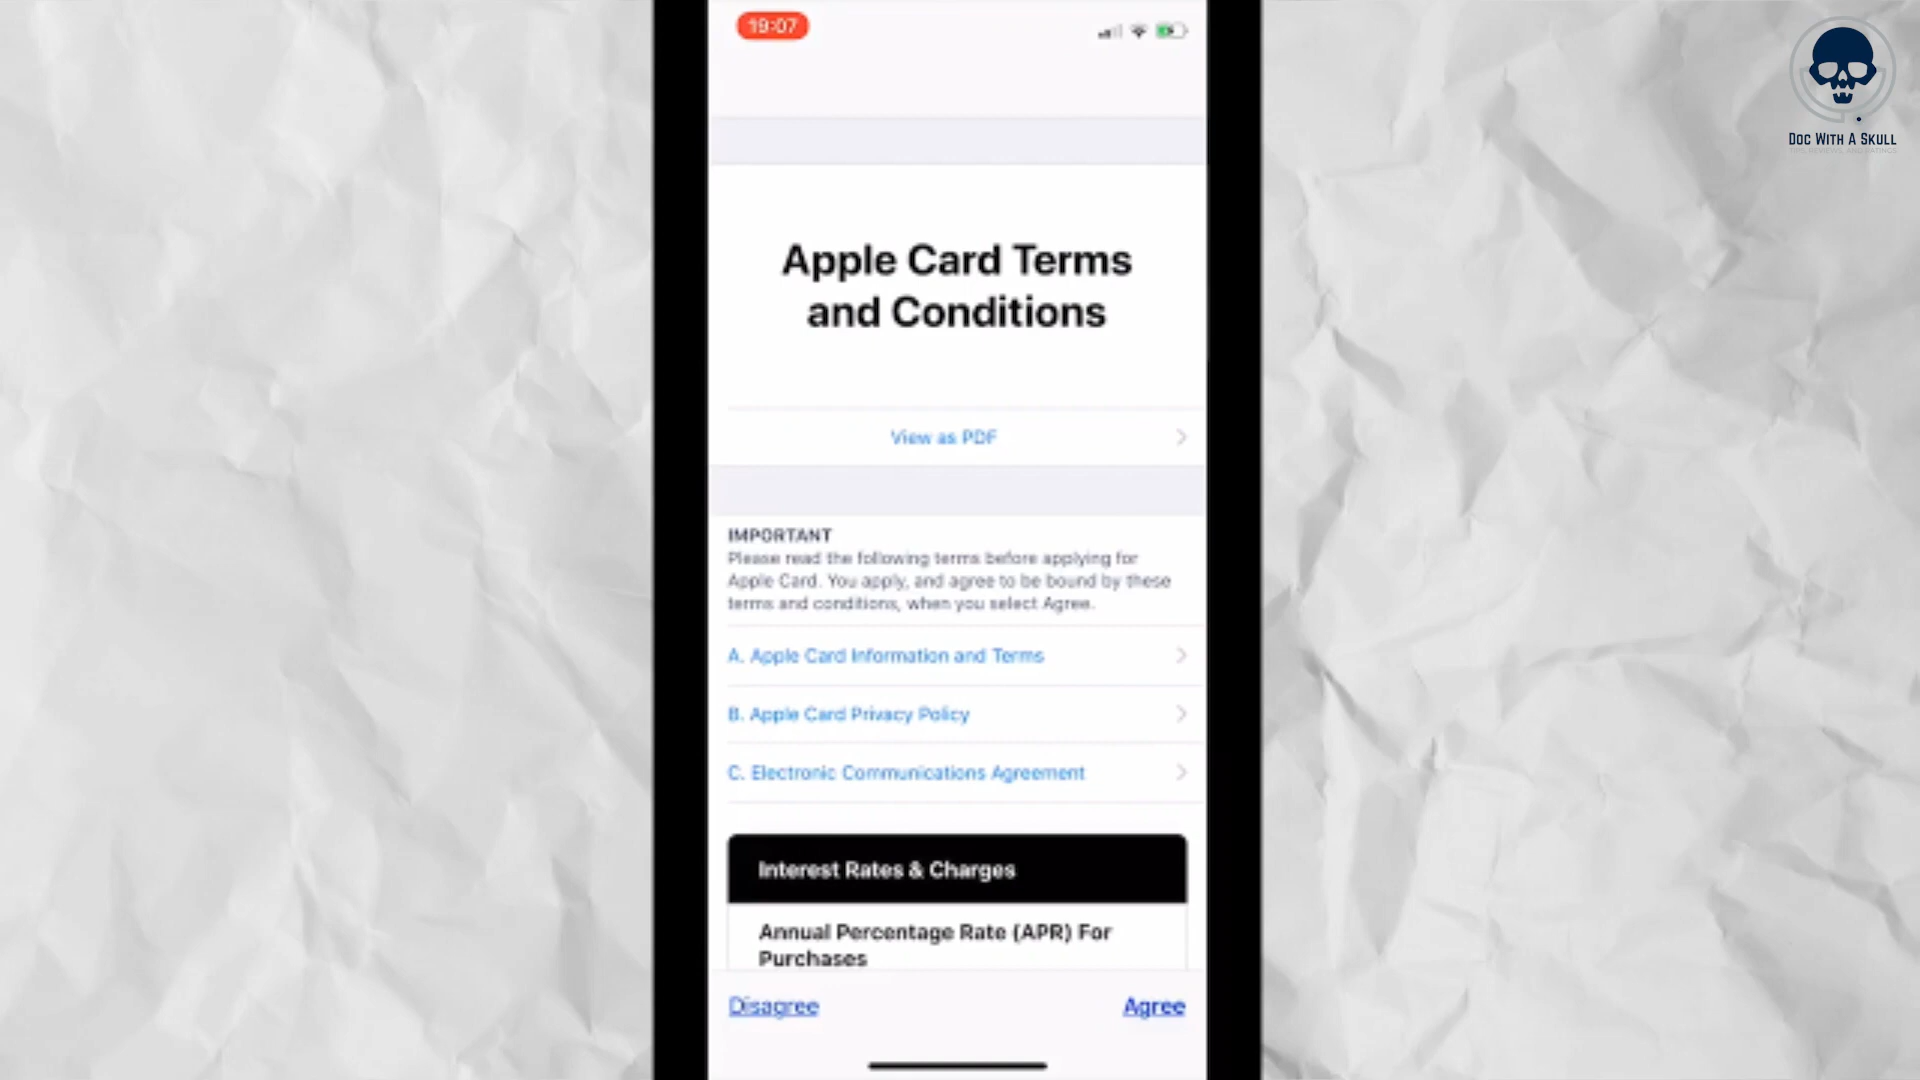 19:07
DOC WITH A SKULL
Apple Card Terms
and Conditions
View as PDF
IMPORTANT
Please read the following terms before applying for
Apple Card. You apply, and agree to be bound by these
terms and conditions, when you select Agree.
A. Apple Card Information and Terms
B. Apple Card Privacy Policy
C. Electronic Communications Agreement
Interest Rates & Charges
Annual Percentage Rate (APR) For
Purchases
Disagree
Agree